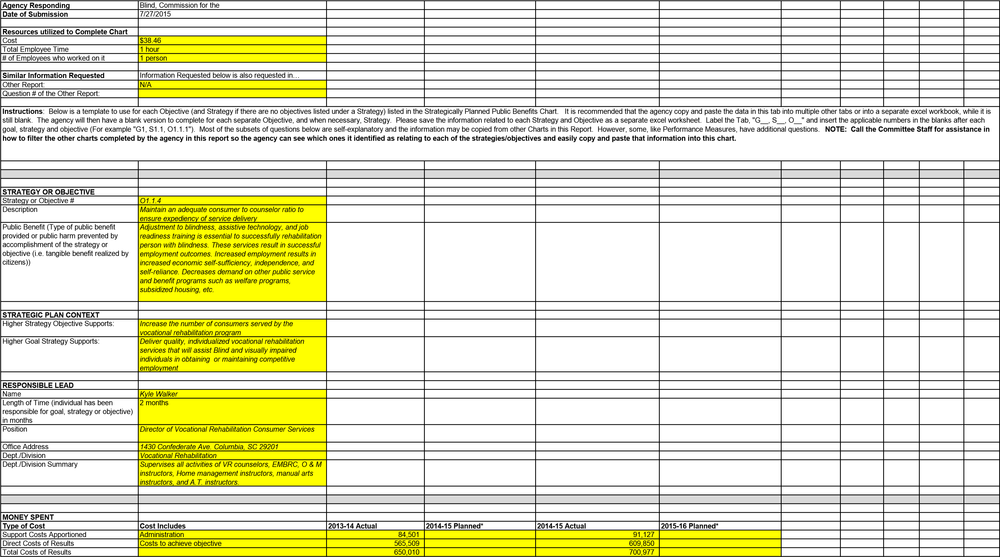 Agency Responding Blind, Commission for the
Date of Submission 7/27/2015
Resources utilized to Complete Chart
Cost $38.46
Total Employee Time 1 hour
# of Employees who worked on it 1 person
Similar Information Requested Information Requested below is also requested in…
Other Report: N/A
Question # of the Other Report:
Instructions:  Below is a template to use for each Objective (and Strategy if there are no objectives listed under a Strategy) listed in the Strategically Planned Public Benefits Chart.   It is recommended that the agency copy and paste the data in this tab into multiple other tabs or into a separate excel workbook, while it is
still blank.  The agency will then have a blank version to complete for each separate Objective, and when necessary, Strategy.  Please save the information related to each Strategy and Objective as a separate excel worksheet.  Label the Tab, "G__, S__, O__" and insert the applicable numbers in the blanks after each
goal, strategy and objective (For example "G1, S1.1, O1.1.1").  Most of the subsets of questions below are self-explanatory and the information may be copied from other Charts in this Report.  However, some, like Performance Measures, have additional questions.   NOTE:  Call the Committee Staff for assistance in
how to filter the other charts completed by the agency in this report so the agency can see which ones it identified as relating to each of the strategies/objectives and easily copy and paste that information into this chart.
STRATEGY OR OBJECTIVE
Strategy or Objective # O1.1.4
Description
Maintain an adequate consumer to counselor ratio to
ensure expediency of service delivery
Public Benefit (Type of public benefit
provided or public harm prevented by
accomplishment of the strategy or
objective (i.e. tangible benefit realized by
citizens))
Adjustment to blindness, assistive technology, and job
readiness training is essential to successfully rehabilitation
person with blindness. These services result in successful
employment outcomes. Increased employment results in
increased economic self-sufficiency, independence, and
self-reliance. Decreases demand on other public service
and benefit programs such as welfare programs,
subsidized housing, etc.
STRATEGIC PLAN CONTEXT
Higher Strategy Objective Supports:
Increase the number of consumers served by the
vocational rehabilitation program
Higher Goal Strategy Supports:
Deliver quality, individualized vocational rehabilitation
services that will assist Blind and visually impaired
individuals in obtaining  or maintaining competitive
employment
RESPONSIBLE LEAD
Name Kyle Walker
Length of Time (individual has been
responsible for goal, strategy or objective)
in months
2 months
Position Director of Vocational Rehabilitation Consumer Services
Office Address 1430 Confederate Ave. Columbia, SC 29201
Dept./Division Vocational Rehabilitation
Dept./Division Summary
Supervises all activities of VR counselors, EMBRC, O & M
instructors, Home management instructors, manual arts
instructors, and A.T. instructors.
MONEY SPENT
Type of Cost Cost Includes 2013-14 Actual 2014-15 Planned* 2014-15 Actual 2015-16 Planned*
Support Costs Apportioned Administration 84,501 91,127
Direct Costs of Results Costs to achieve objective 565,509 609,850
Total Costs of Results 650,010 700,977